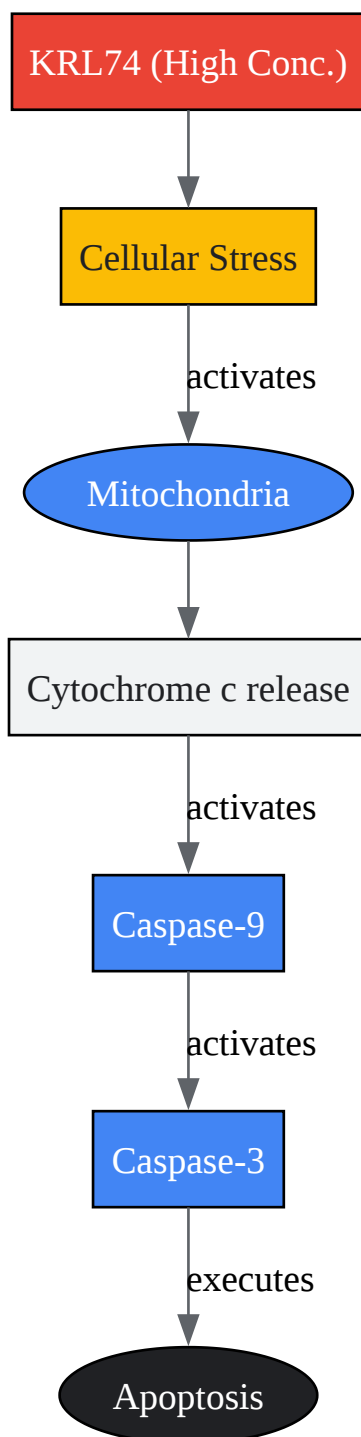 KRL74 (High Conc.)
Cellular Stress
activates
Mitochondria
Cytochrome c release
activates
Caspase-9
activates
Caspase-3
executes
Apoptosis